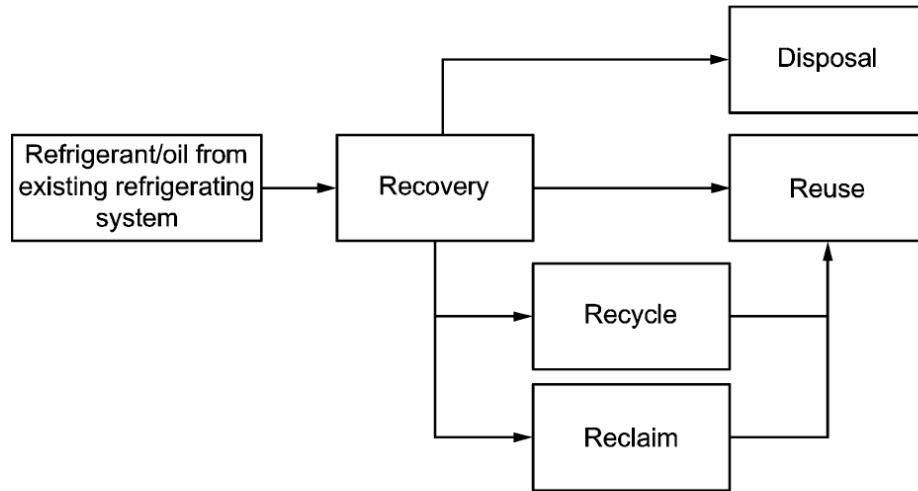 Disposal
Refrigerant/oil from
existing refrigerating
system
Recovery
Reuse
Recycle
Reclaim